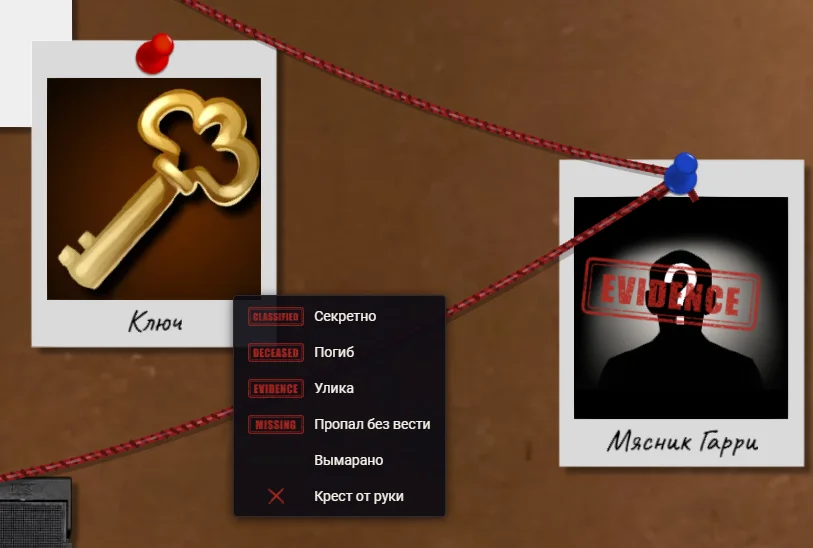 Ключ
EVIDENCE
Мясник Гарри
CLASSIFIED Секретно
DECEASED Погиб
EVIDENCE Улика
MISSING Пропал без вести
Вымарано
Крест от руки